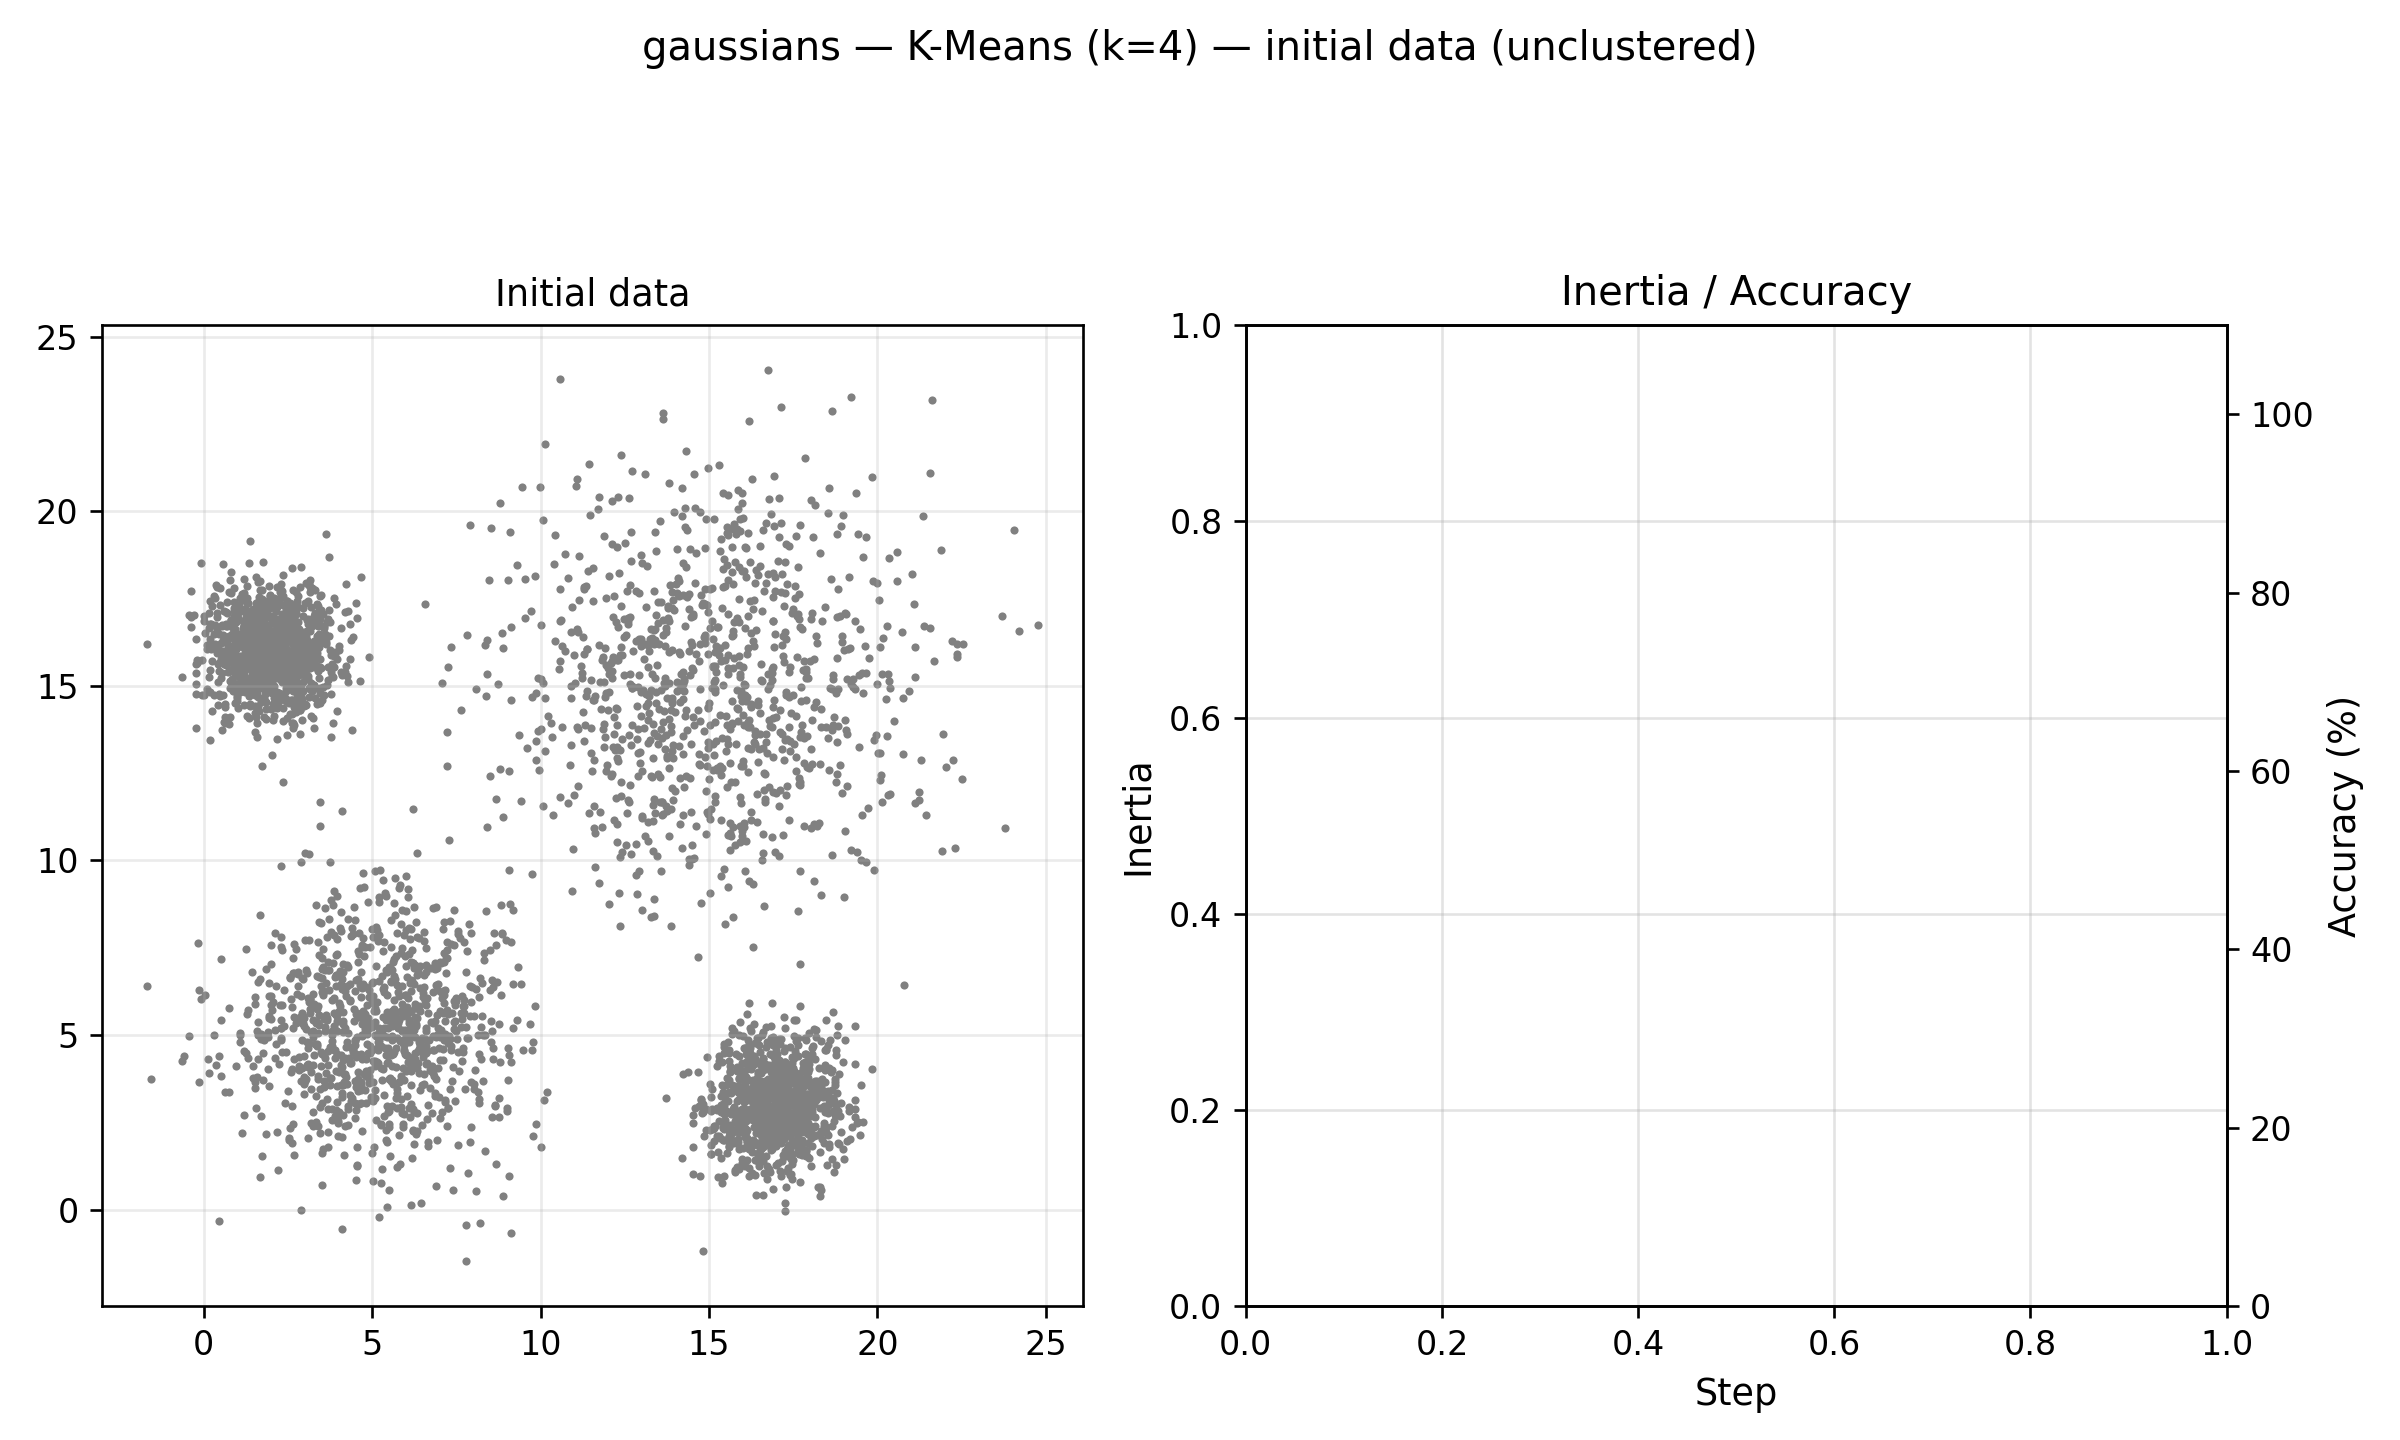 gaussians — K-Means (k=4) — initial data (unclustered)
Initial data
25
20
15
10
5
0
0 5 10 15 20 25
Inertia / Accuracy
Inertia
1.0
0.8
0.6
0.4
0.2
0.0
0.0 0.2 0.4 0.6 0.8 1.0
Step
100
80
60
40
20
0
Accuracy (%)